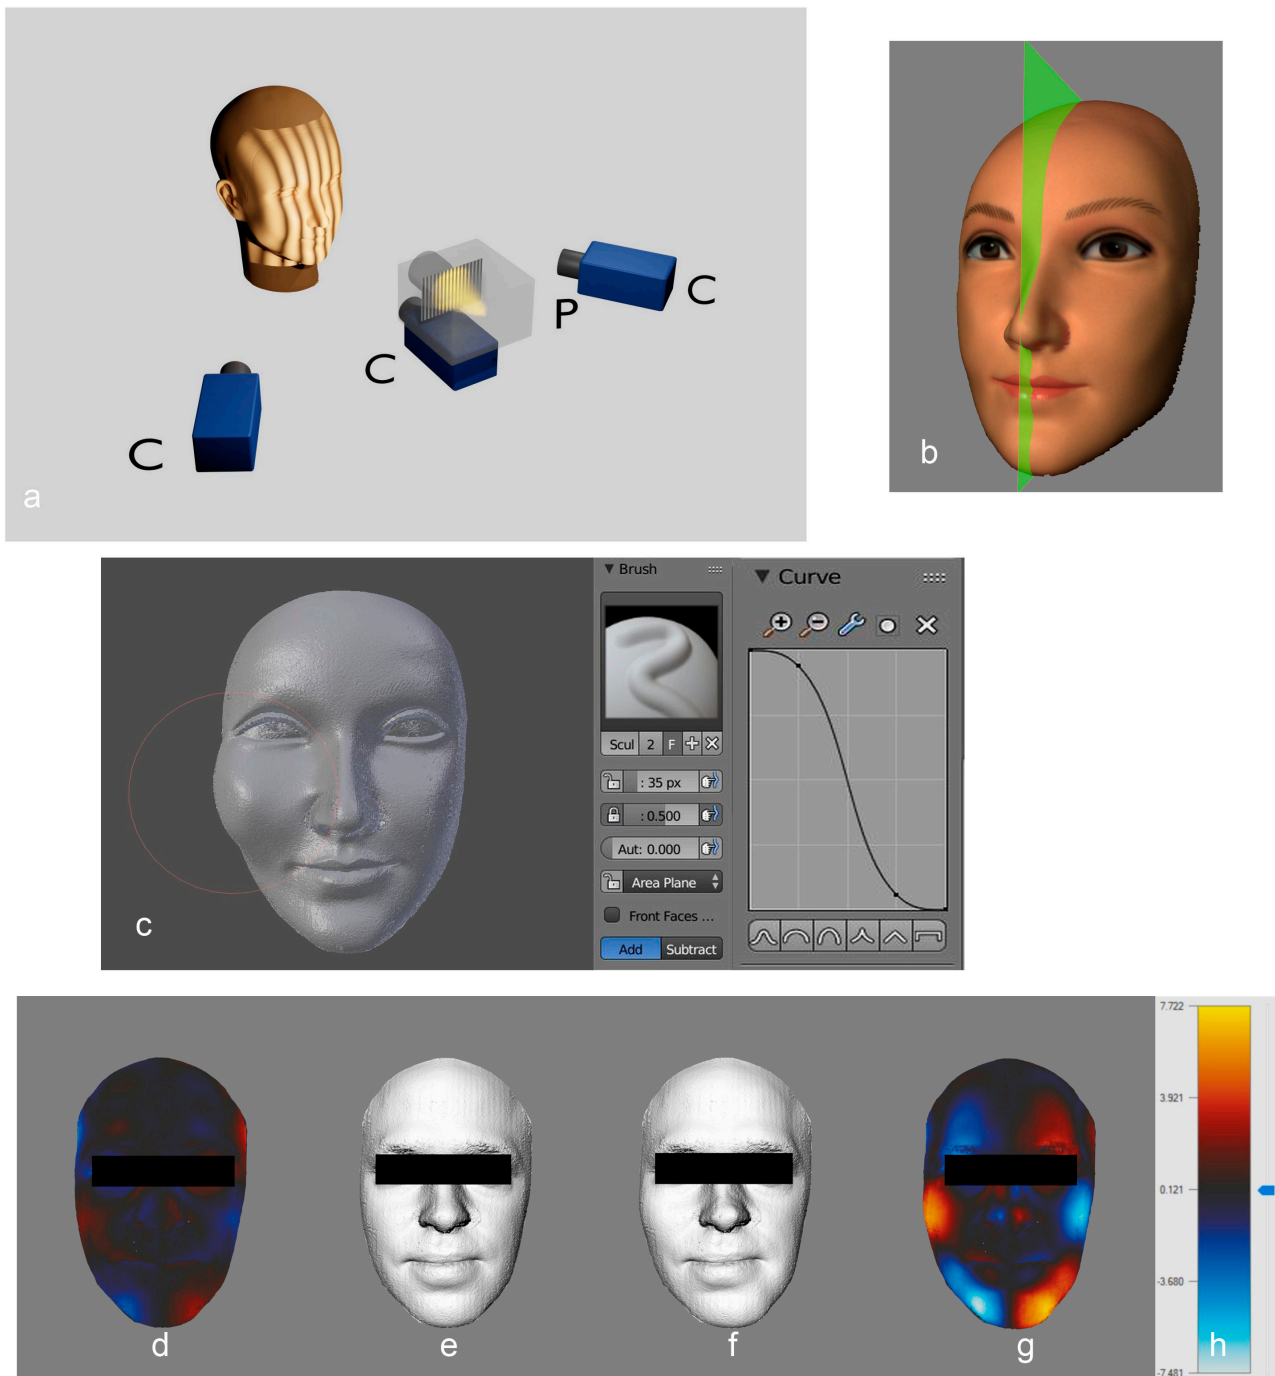 C
P
C
C
a
b
Brush
Curve
Scul 2 F
: 35 px
: 0.500
Aut: 0.000
Area Plane
Front Faces ...
Add Subtract
c
7.722
3.921
0.121
-3.680
-7.481
d e f g h